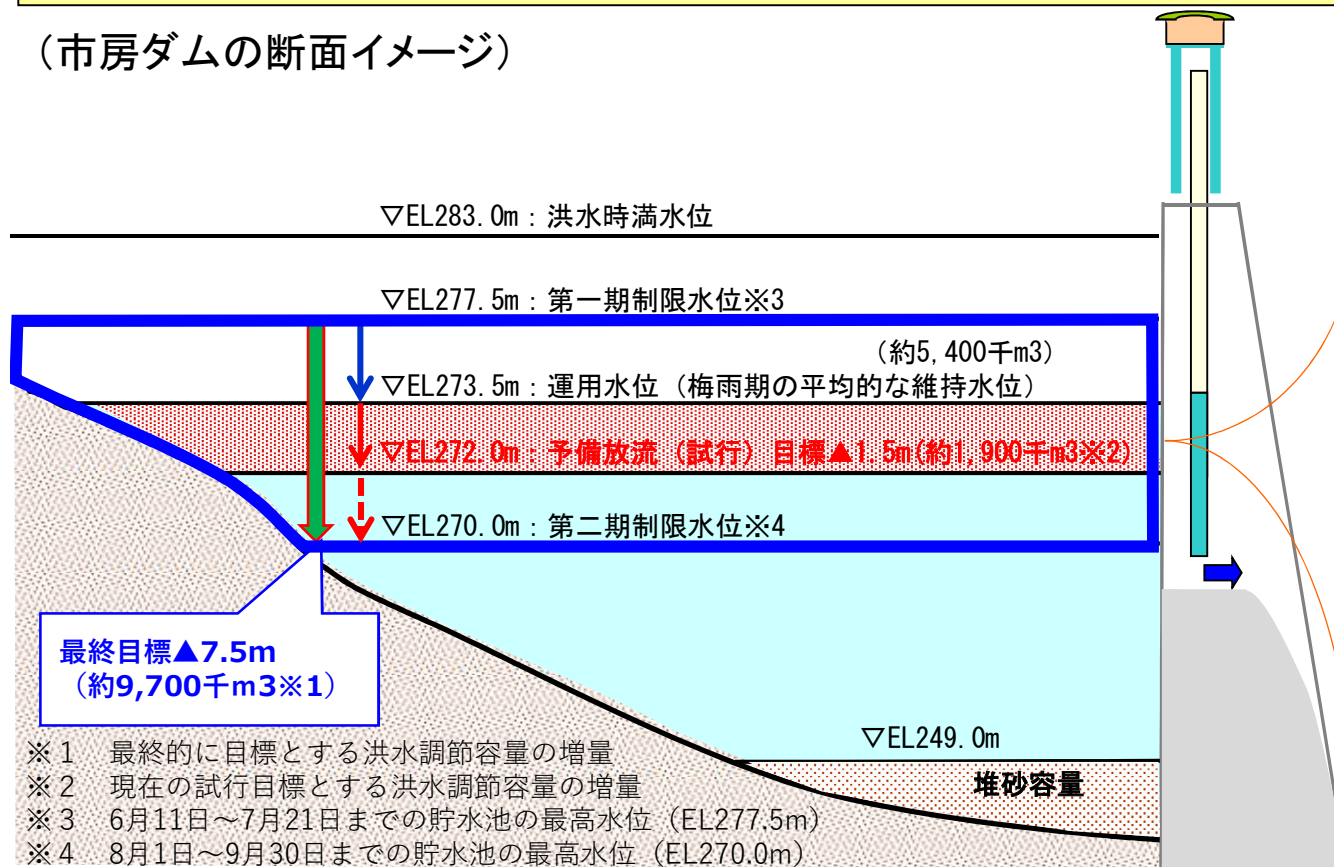 （市房ダムの断面イメージ）
▽EL283.0m：洪水時満水位
▽EL277.5m：第一期制限水位※3
（約5,400千m3）
▽EL273.5m：運用水位（梅雨期の平均的な維持水位）
▽EL272.0m：予備放流（試行）目標▲1.5m(約1,900千m3※2)
▽EL270.0m：第二期制限水位※4
最終目標▲7.5m
（約9,700千m3※1）
▽EL249.0m
堆砂容量
※１　最終的に目標とする洪水調節容量の増量
※２　現在の試行目標とする洪水調節容量の増量
※３　6月11日～7月21日までの貯水池の最高水位（EL277.5m）
※４　8月1日～9月30日までの貯水池の最高水位（EL270.0m）